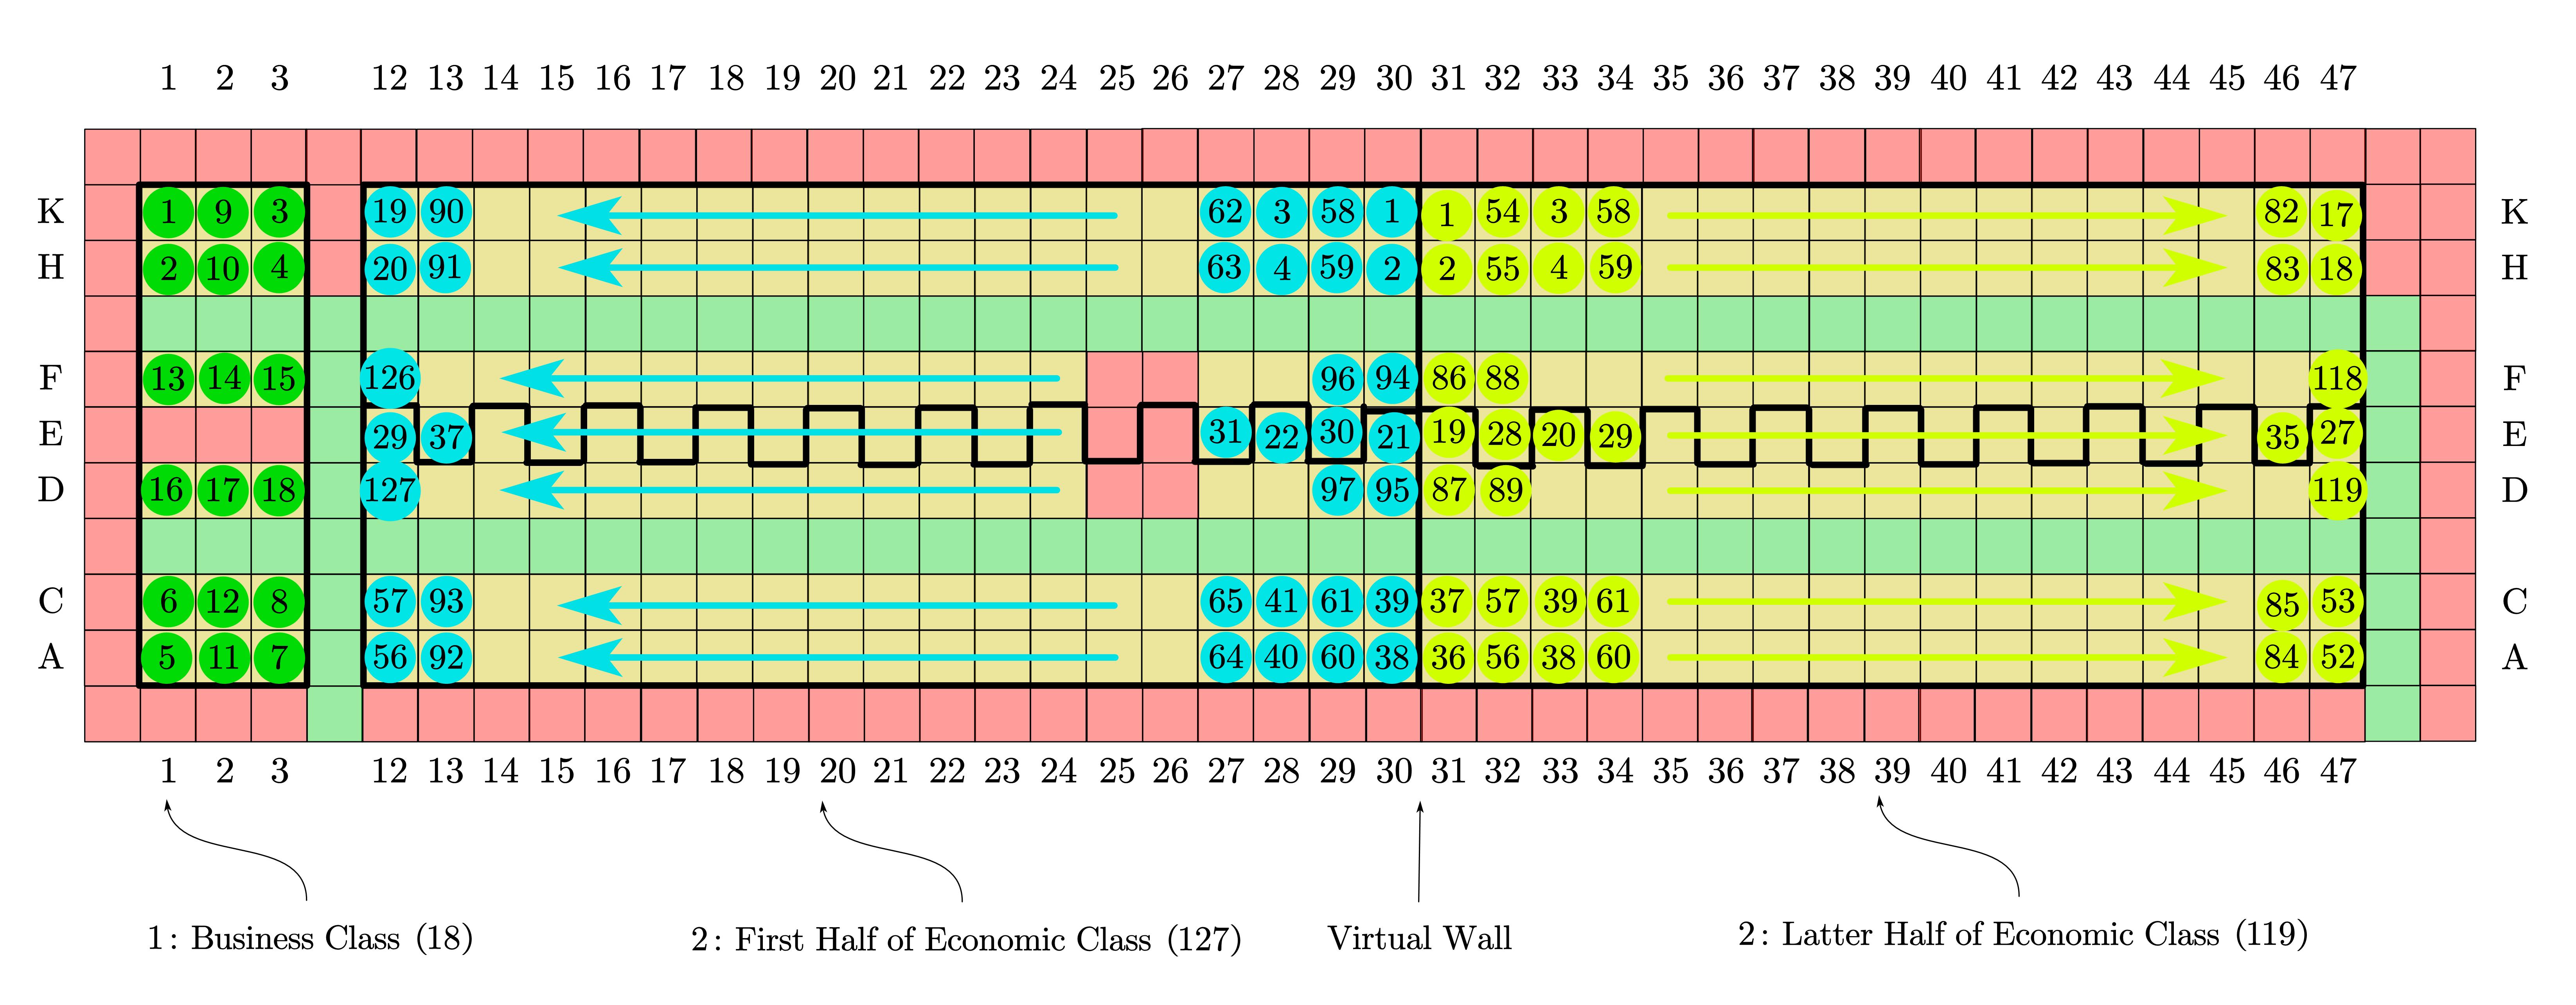 1 2 3 12 13 14 15 16 17 18 19 20 21 22 23 24 25 26 27 28 29 30 31 32 33 34 35 36 37 38 39 40 41 42 43 44 45 46 47
K 1 9 3 19 90 62 3 58 1 1 54 3 58 82 17 K
H 2 10 4 20 91 63 4 59 2 2 55 4 59 83 18 H
F 13 14 15 126 96 94 86 88 118 F
E 29 37 31 22 30 21 19 28 20 29 35 27 E
D 16 17 18 127 97 95 87 89 119 D
C 6 12 8 57 93 65 41 61 39 37 57 39 61 85 53 C
A 5 11 7 56 92 64 40 60 38 36 56 38 60 84 52 A
1 2 3 12 13 14 15 16 17 18 19 20 21 22 23 24 25 26 27 28 29 30 31 32 33 34 35 36 37 38 39 40 41 42 43 44 45 46 47
1: Business Class (18)
2: First Half of Economic Class (127)
Virtual Wall
2: Latter Half of Economic Class (119)